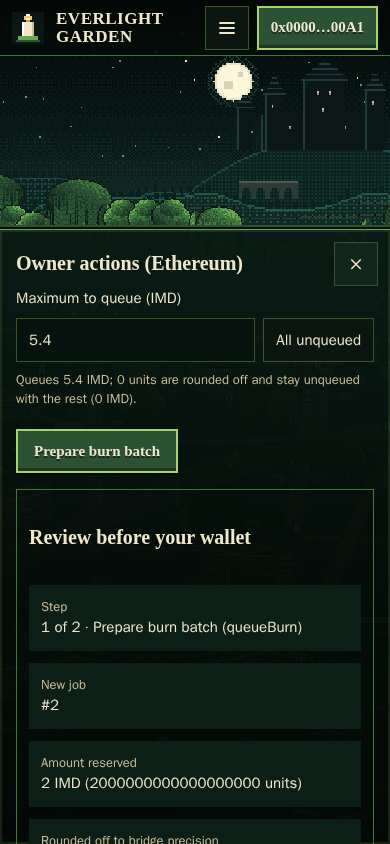 EVERLIGHT
GARDEN
0x0000...00A1
Owner actions (Ethereum)
Maximum to queue (IMD)
5.4
All unqueued
Queues 5.4 IMD; 0 units are rounded off and stay unqueued
with the rest (0 IMD).
Prepare burn batch
Review before your wallet
Step
1 of 2 · Prepare burn batch (queueBurn)
New job
#2
Amount reserved
2 IMD (2000000000000000000 units)
Rounded off to bridge precision